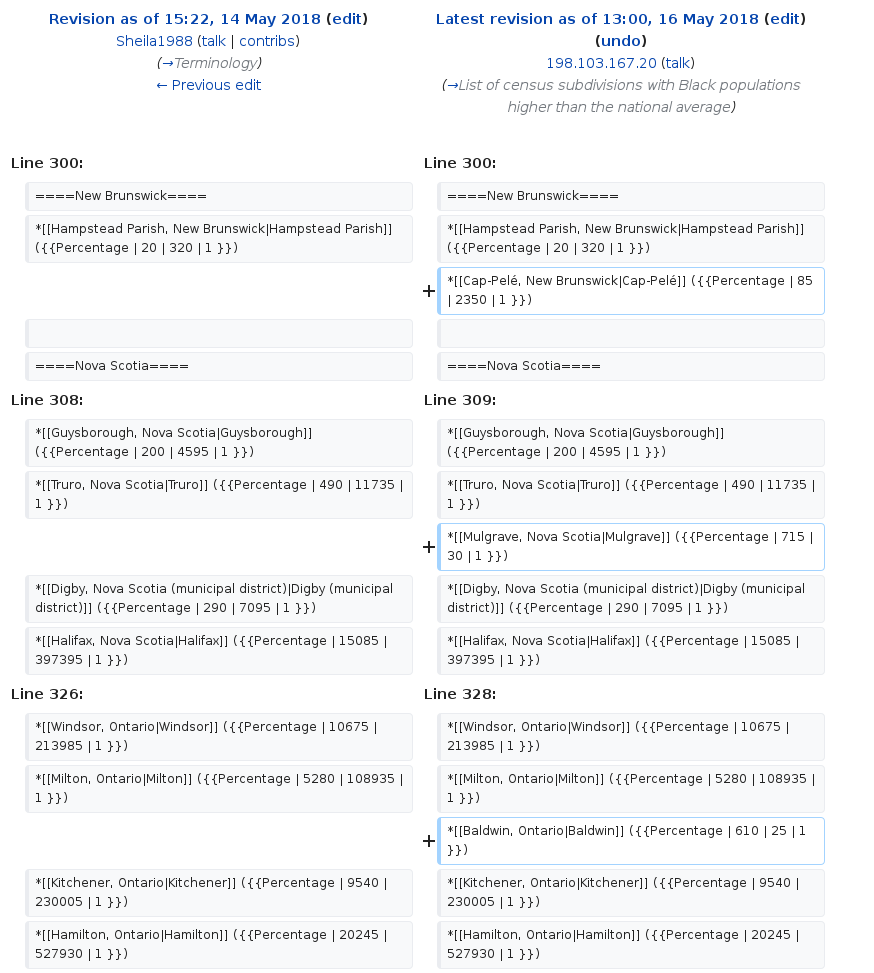 Revision as of 15:22, 14 May 2018 (edit)
Sheila1988 (talk | contribs)
(→Terminology)
← Previous edit
Latest revision as of 13:00, 16 May 2018 (edit)
(undo)
198.103.167.20 (talk)
(→List of census subdivisions with Black populations
higher than the national average)
Line 300:
Line 300:
====New Brunswick====
====New Brunswick====
*[[Hampstead Parish, New Brunswick|Hampstead Parish]]
({{Percentage | 20 | 320 | 1 }})
*[[Hampstead Parish, New Brunswick|Hampstead Parish]]
({{Percentage | 20 | 320 | 1 }})
+
*[[Cap-Pelé, New Brunswick|Cap-Pelé]] ({{Percentage | 85
| 2350 | 1 }})
====Nova Scotia====
====Nova Scotia====
Line 308:
Line 309:
*[[Guysborough, Nova Scotia|Guysborough]]
({{Percentage | 200 | 4595 | 1 }})
*[[Guysborough, Nova Scotia|Guysborough]]
({{Percentage | 200 | 4595 | 1 }})
*[[Truro, Nova Scotia|Truro]] ({{Percentage | 490 | 11735 |
1 }})
*[[Truro, Nova Scotia|Truro]] ({{Percentage | 490 | 11735 |
1 }})
+
*[[Mulgrave, Nova Scotia|Mulgrave]] ({{Percentage | 715 |
30 | 1 }})
*[[Digby, Nova Scotia (municipal district)|Digby (municipal
district)]] ({{Percentage | 290 | 7095 | 1 }})
*[[Digby, Nova Scotia (municipal district)|Digby (municipal
district)]] ({{Percentage | 290 | 7095 | 1 }})
*[[Halifax, Nova Scotia|Halifax]] ({{Percentage | 15085 |
397395 | 1 }})
*[[Halifax, Nova Scotia|Halifax]] ({{Percentage | 15085 |
397395 | 1 }})
Line 326:
Line 328:
*[[Windsor, Ontario|Windsor]] ({{Percentage | 10675 |
213985 | 1 }})
*[[Windsor, Ontario|Windsor]] ({{Percentage | 10675 |
213985 | 1 }})
*[[Milton, Ontario|Milton]] ({{Percentage | 5280 | 108935 |
1 }})
*[[Milton, Ontario|Milton]] ({{Percentage | 5280 | 108935 |
1 }})
+
*[[Baldwin, Ontario|Baldwin]] ({{Percentage | 610 | 25 | 1
}})
*[[Kitchener, Ontario|Kitchener]] ({{Percentage | 9540 |
230005 | 1 }})
*[[Kitchener, Ontario|Kitchener]] ({{Percentage | 9540 |
230005 | 1 }})
*[[Hamilton, Ontario|Hamilton]] ({{Percentage | 20245 |
527930 | 1 }})
*[[Hamilton, Ontario|Hamilton]] ({{Percentage | 20245 |
527930 | 1 }})